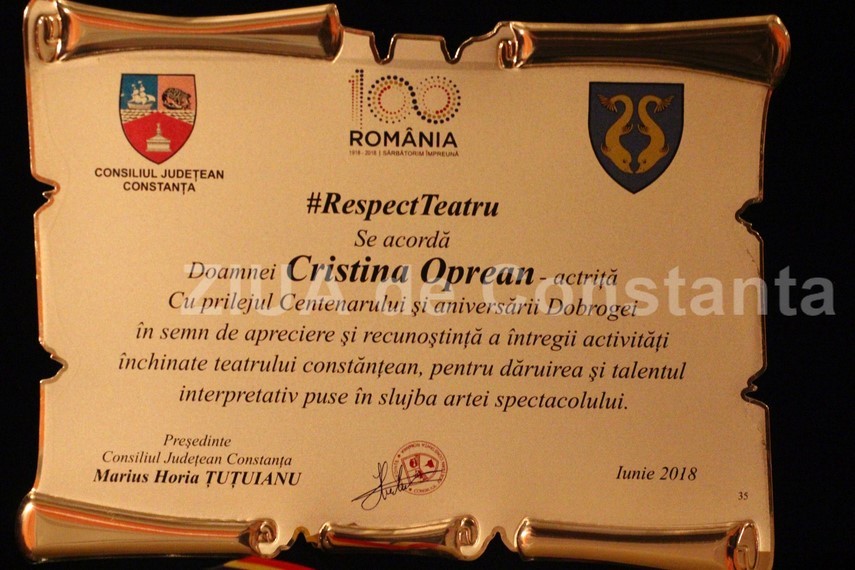 100
ROMÂNIA
1918 - 2018 | SĂRBĂTORIM ÎMPREUNĂ
CONSILIUL JUDEȚEAN
CONSTANȚA
#RespectTeatru
Se acordă
Doamnei Cristina Oprean - actriță
ZIUA de Constanta
Cu prilejul Centenarului și aniversării Dobrogei
în semn de apreciere și recunoștință a întregii activități
închinate teatrului constănțean, pentru dăruirea și talentul
interpretativ puse în slujba artei spectacolului.
Președinte
Consiliul Județean Constanța
Marius Horia ȚUȚUIANU
Iunie 2018
35